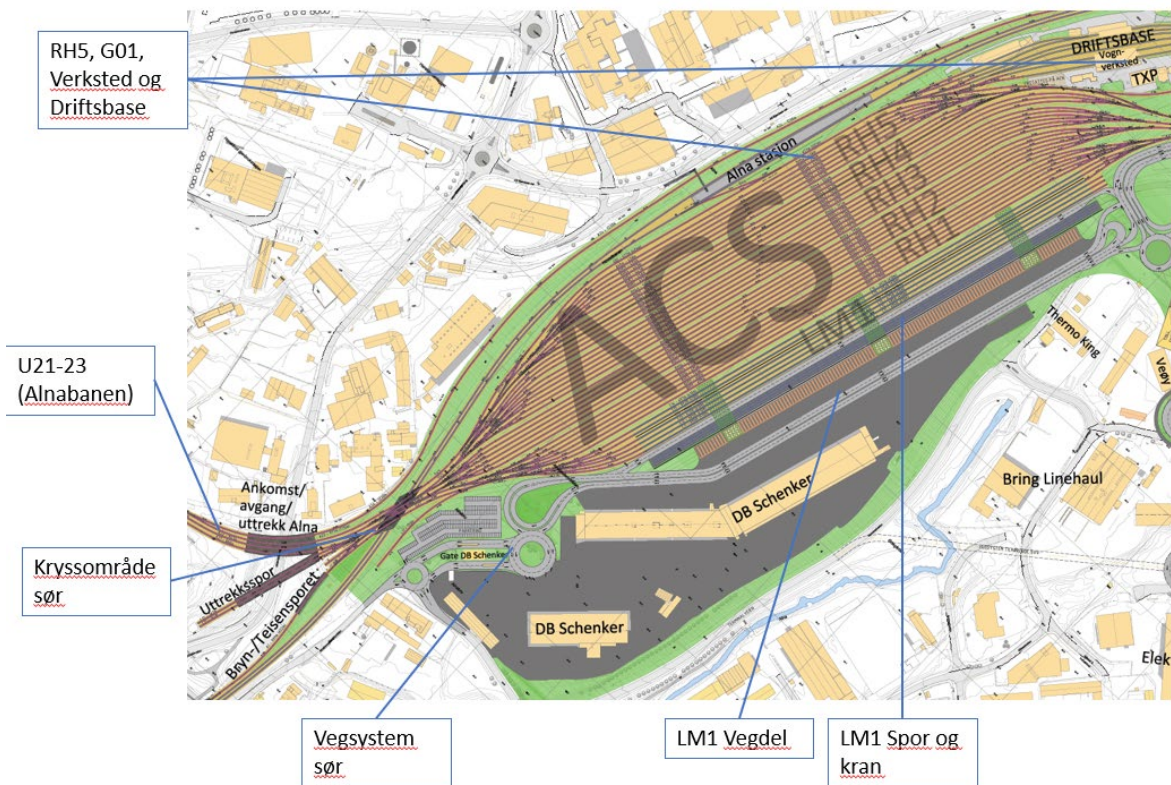 RH5, G01,
Verksted og
Driftsbase
DRIFTSBASE
Vogn-
verksted
TXP
Alna stasjon
RH5
RH4
RH3
RH2
RH1
ACS
LM1
Thermo King
Bring Linehaul
DB Schenker
DB Schenker
Gate DB Schenker
U21-23
(Alnabanen)
Ankomst/
avgang/
uttrekk Alna
Uttrekksspor
Bryn-/Teisensporet
Kryssområde
sør
Vegsystem
sør
LM1 Vegdel
LM1 Spor og
kran